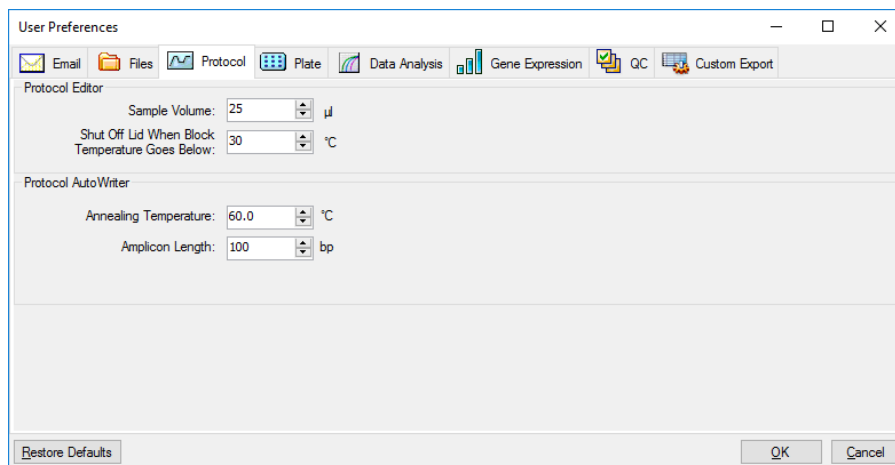 User Preferences
Email Files Protocol Plate Data Analysis Gene Expression QC Custom Export
Protocol Editor
Sample Volume: 25 µl
Shut Off Lid When Block
Temperature Goes Below: 30 °C
Protocol AutoWriter
Annealing Temperature: 60.0 °C
Amplicon Length: 100 bp
Restore Defaults OK Cancel